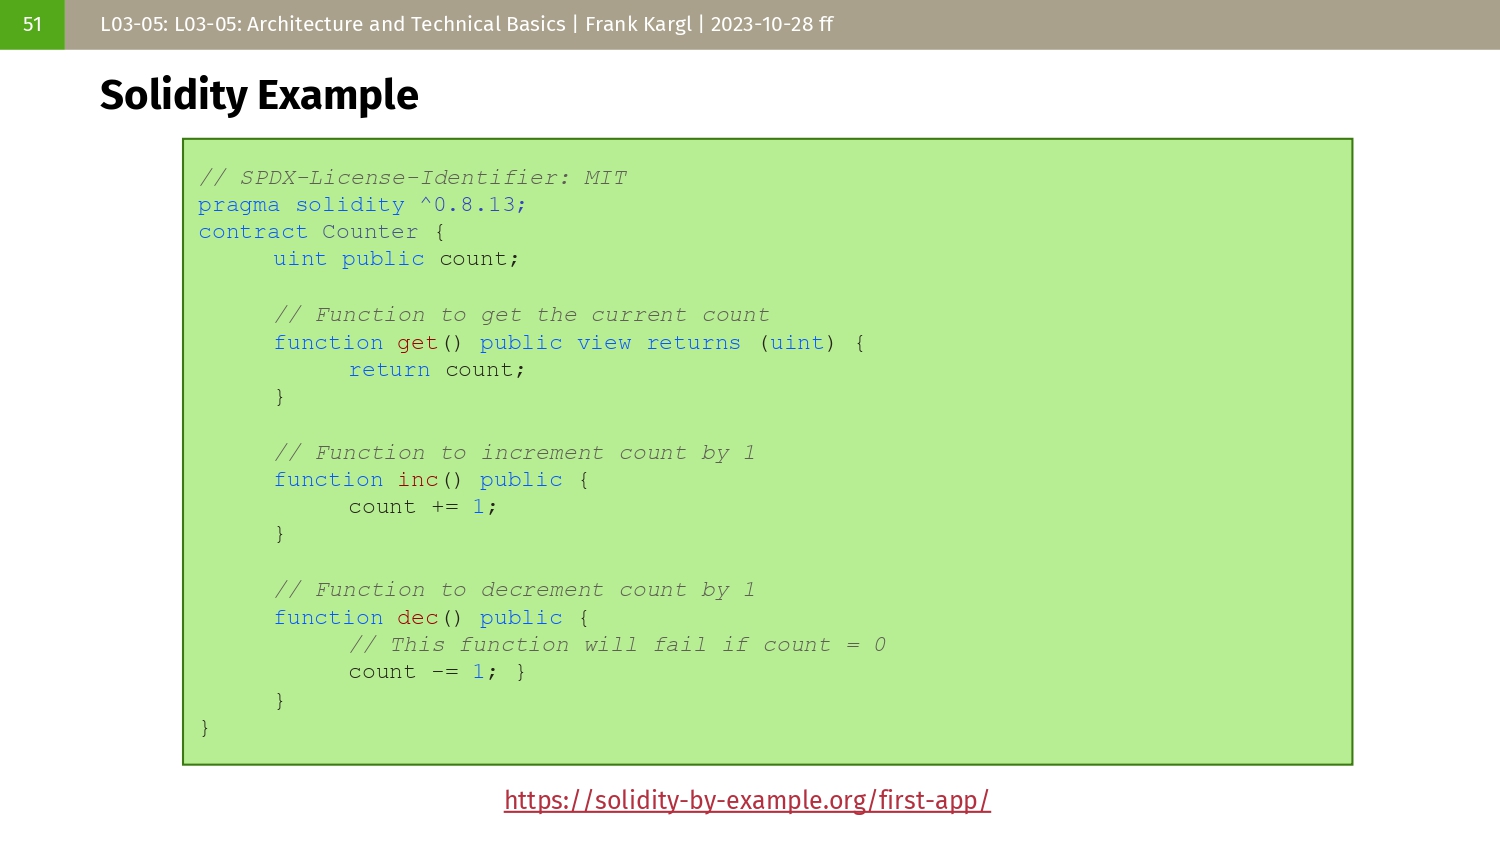 51
L03-05: L03-05: Architecture and Technical Basics | Frank Kargl | 2023-10-28 ff
Solidity Example
// SPDX-License-Identifier: MIT
pragma solidity ^0.8.13;
contract Counter {
uint public count;
// Function to get the current count
function get() public view returns (uint) {
return count;
}
// Function to increment count by 1
function inc() public {
count += 1;
}
// Function to decrement count by 1
function dec() public {
// This function will fail if count = 0
count -= 1; }
}
}
https://solidity-by-example.org/first-app/